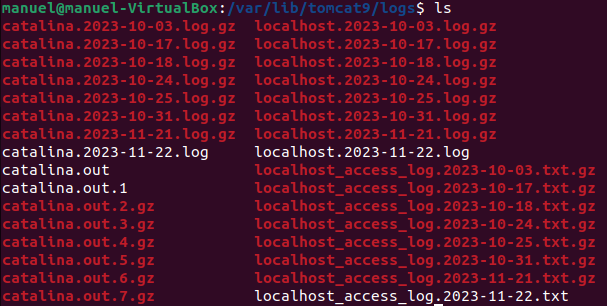 manuel@manuel-VirtualBox:/var/lib/tomcat9/logs$ ls
catalina.2023-10-03.log.gz localhost.2023-10-03.log.gz
catalina.2023-10-17.log.gz localhost.2023-10-17.log.gz
catalina.2023-10-18.log.gz localhost.2023-10-18.log.gz
catalina.2023-10-24.log.gz localhost.2023-10-24.log.gz
catalina.2023-10-25.log.gz localhost.2023-10-25.log.gz
catalina.2023-10-31.log.gz localhost.2023-10-31.log.gz
catalina.2023-11-21.log.gz localhost.2023-11-21.log.gz
catalina.2023-11-22.log localhost.2023-11-22.log
catalina.out localhost_access_log.2023-10-03.txt.gz
catalina.out.1 localhost_access_log.2023-10-17.txt.gz
catalina.out.2.gz localhost_access_log.2023-10-18.txt.gz
catalina.out.3.gz localhost_access_log.2023-10-24.txt.gz
catalina.out.4.gz localhost_access_log.2023-10-25.txt.gz
catalina.out.5.gz localhost_access_log.2023-10-31.txt.gz
catalina.out.6.gz localhost_access_log.2023-11-21.txt.gz
catalina.out.7.gz localhost_access_log.2023-11-22.txt